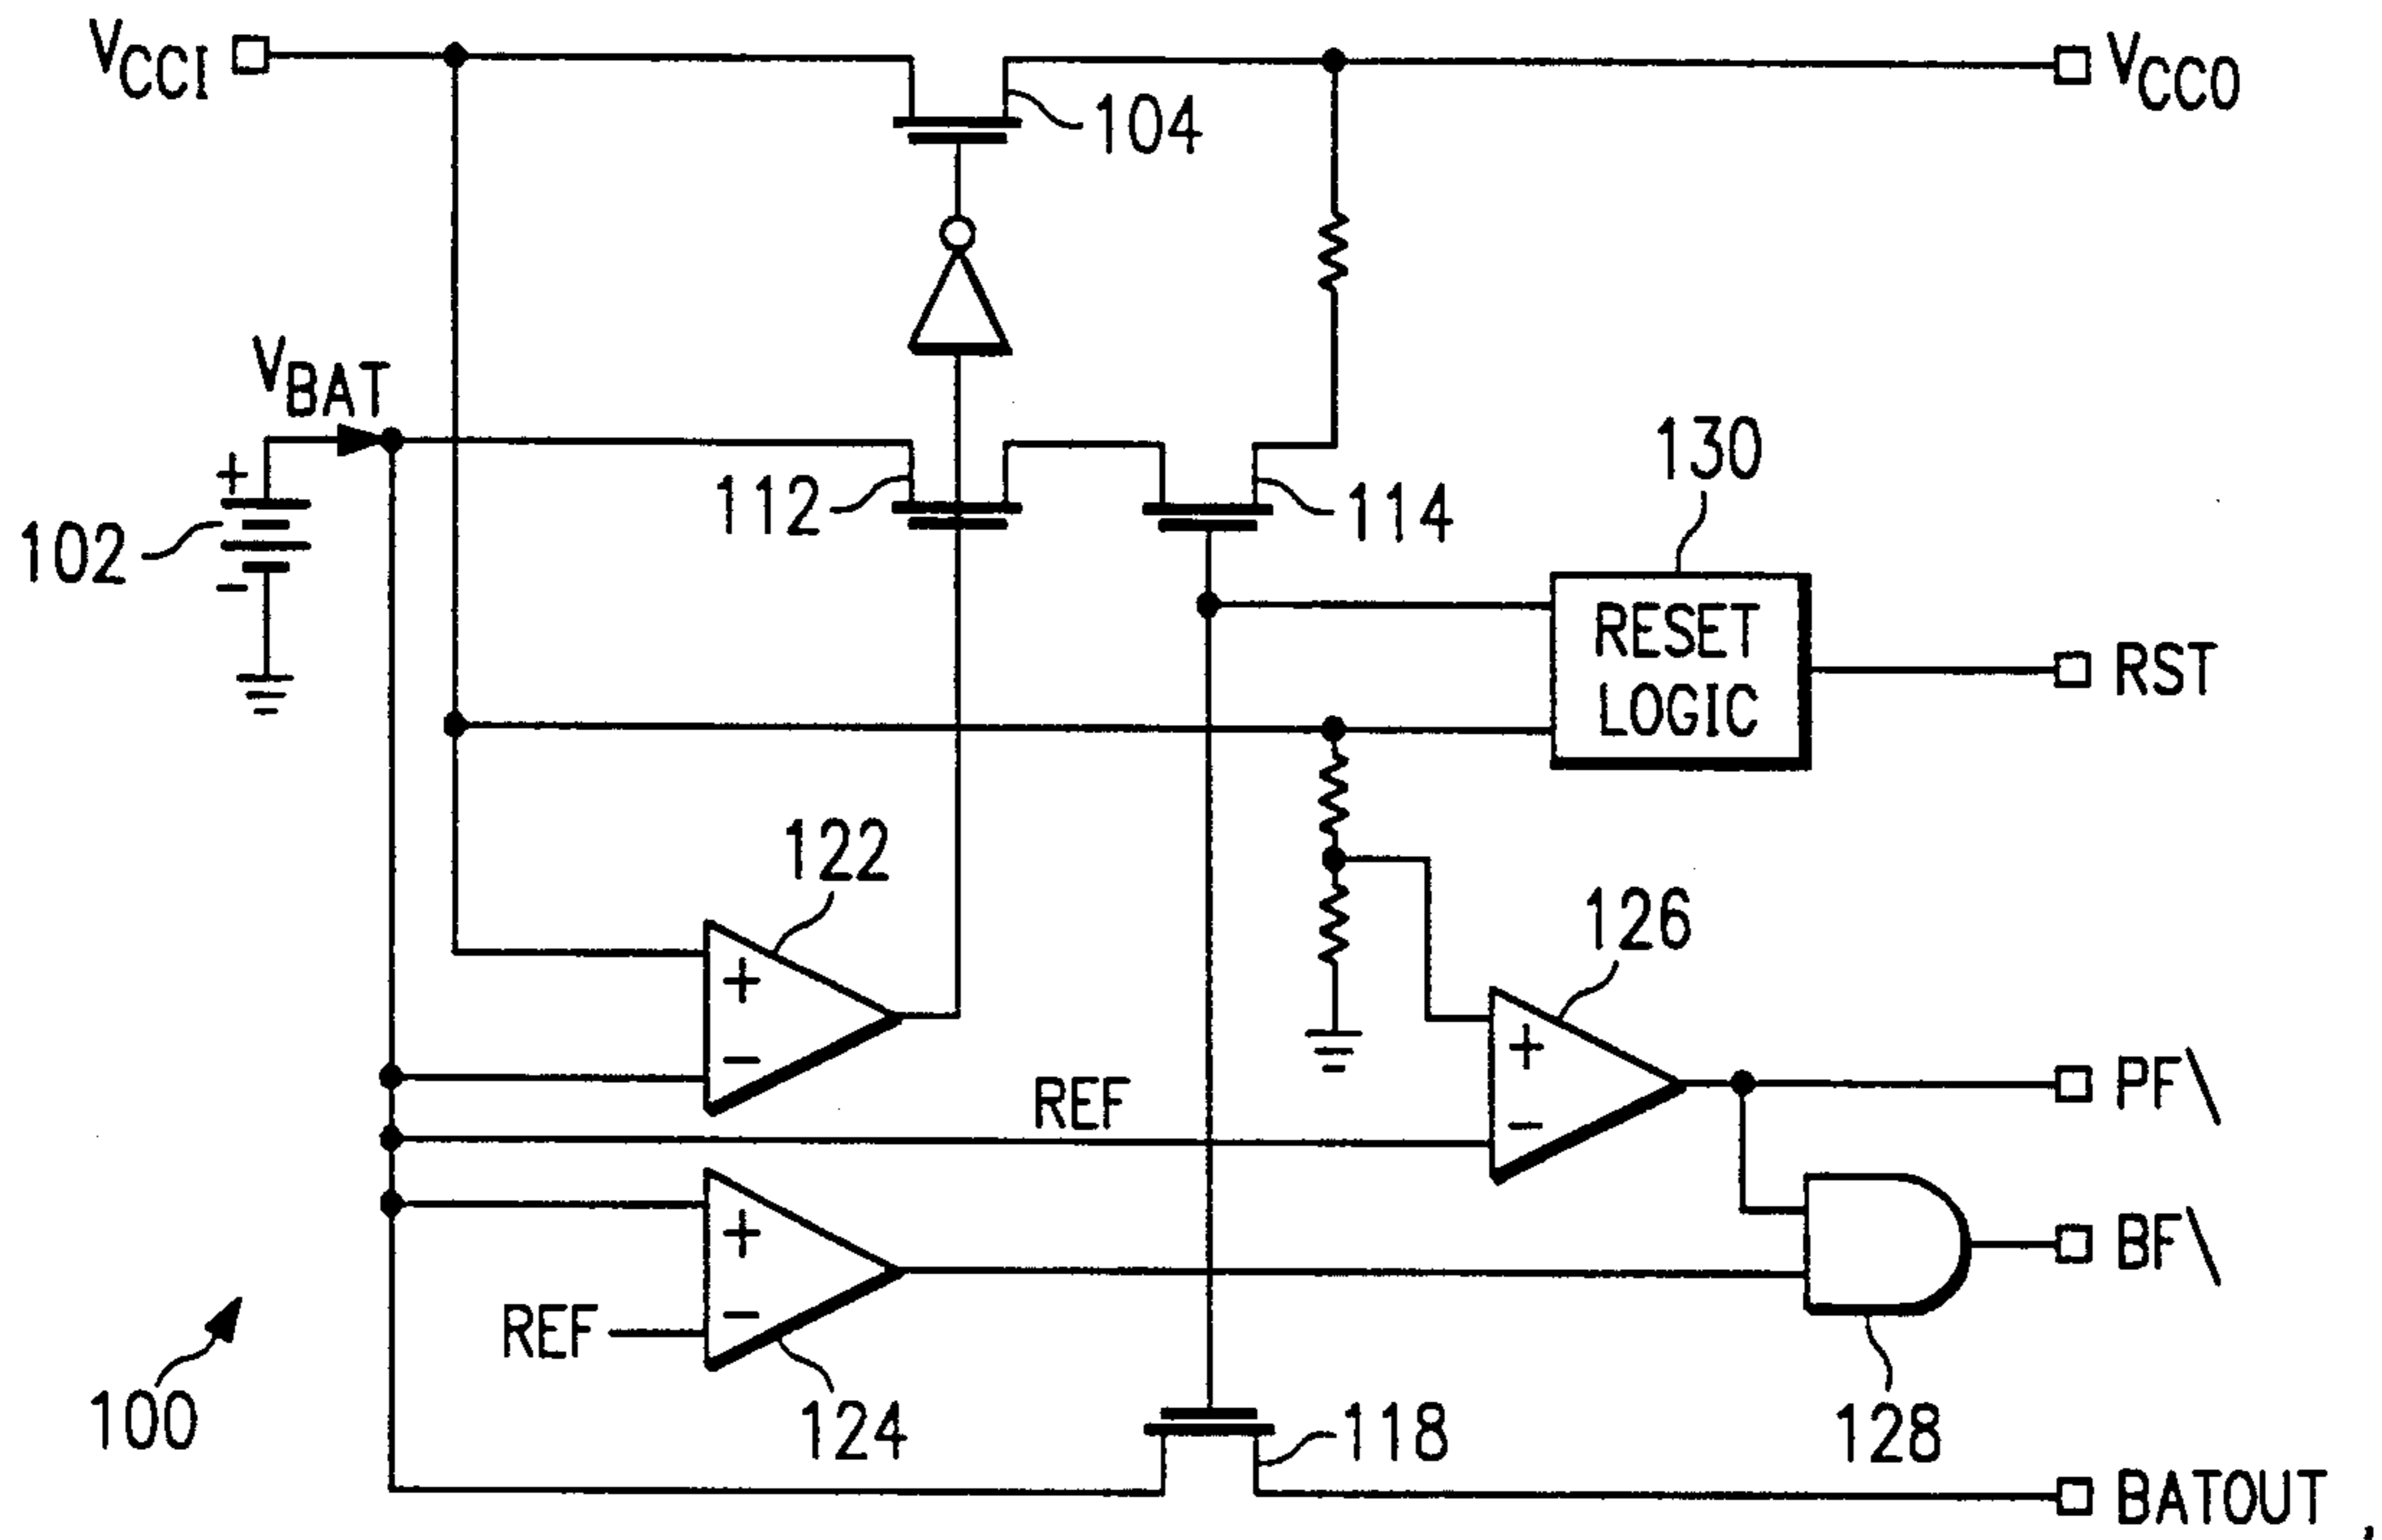 VCCI
VCCO
104
VBAT
+
-
102
112
114
130
RESET
LOGIC
RST
122
+
-
126
+
-
REF
PF\
124
+
-
REF
BF\
128
118
BATOUT
100